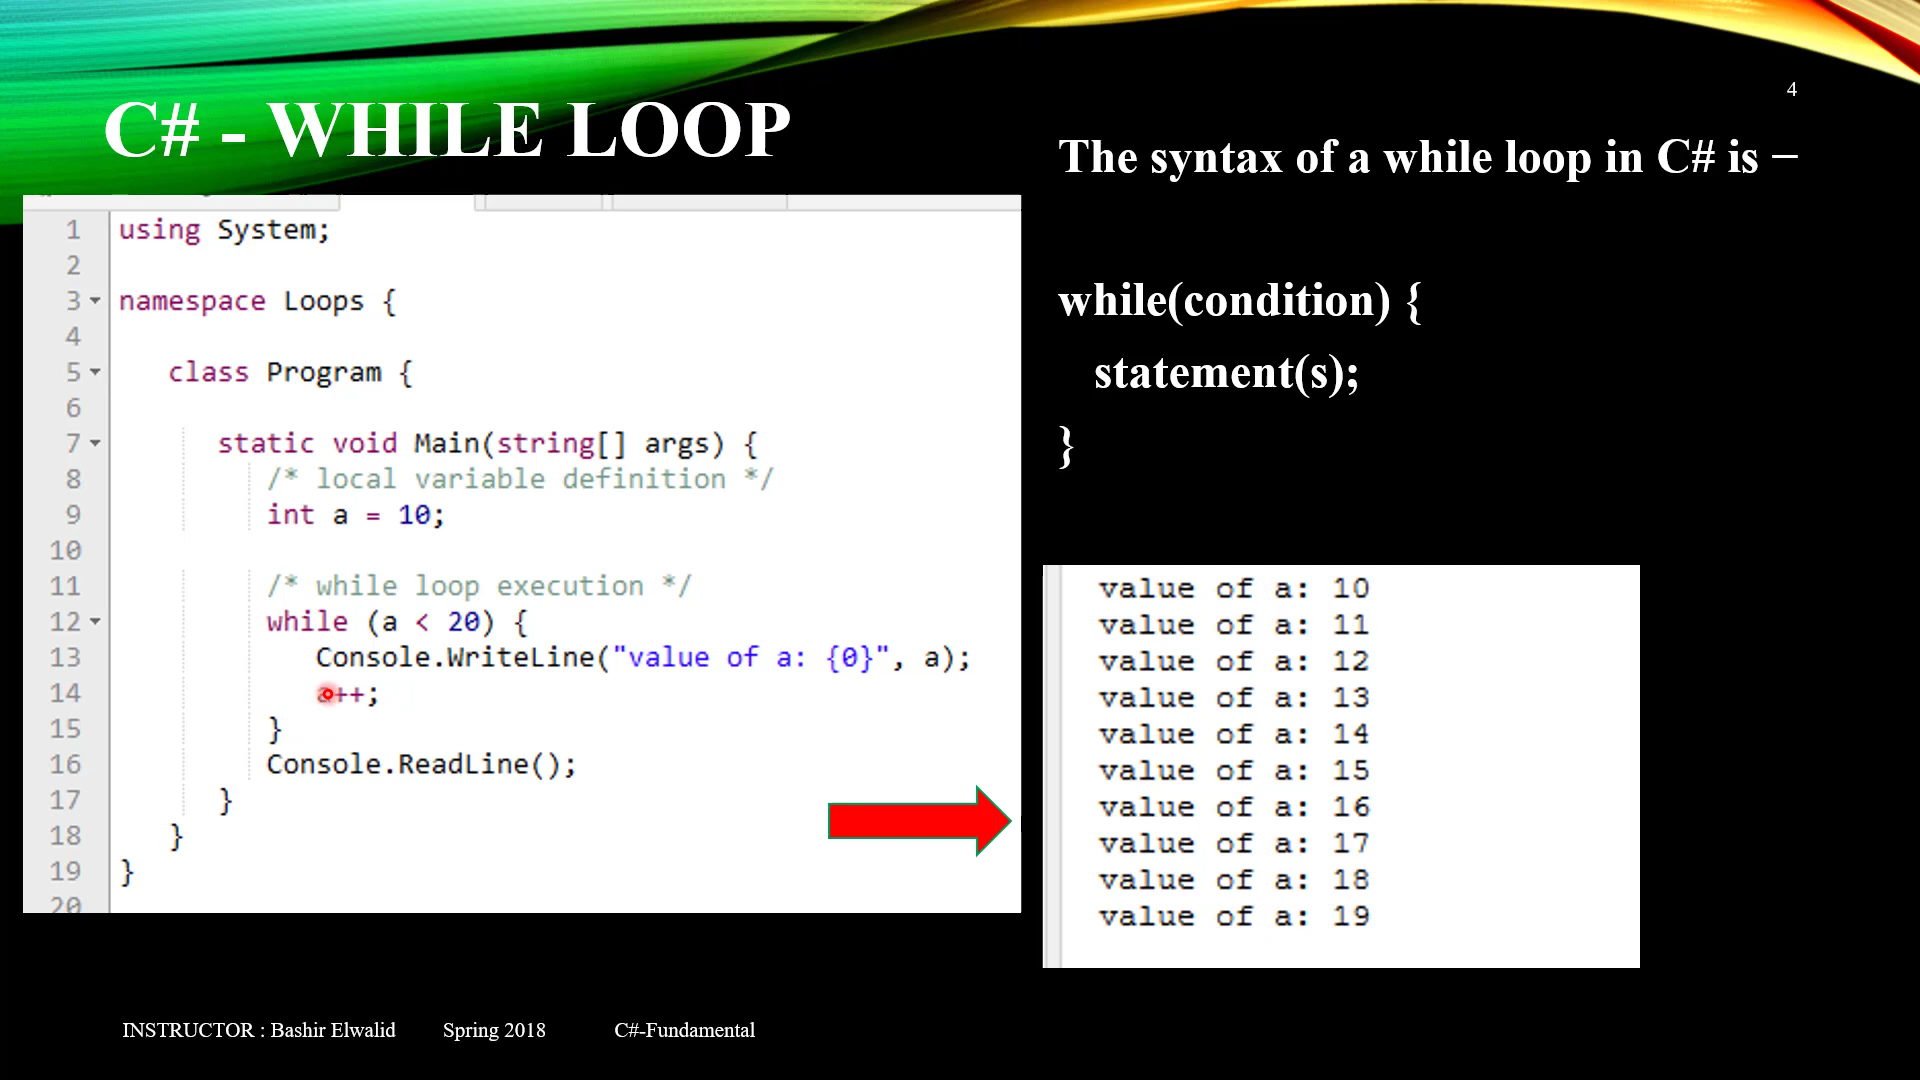 4
C# - WHILE LOOP
1 using System;
2
3 namespace Loops {
4
5 class Program {
6
7 static void Main(string[] args) {
8 /* local variable definition */
9 int a = 10;
10
11 /* while loop execution */
12 while (a < 20) {
13 Console.WriteLine("value of a: {0}", a);
14 a++;
15 }
16 Console.ReadLine();
17 }
18 }
19 }
20
The syntax of a while loop in C# is −
while(condition) {
statement(s);
}
value of a: 10
value of a: 11
value of a: 12
value of a: 13
value of a: 14
value of a: 15
value of a: 16
value of a: 17
value of a: 18
value of a: 19
INSTRUCTOR : Bashir Elwalid Spring 2018 C#-Fundamental